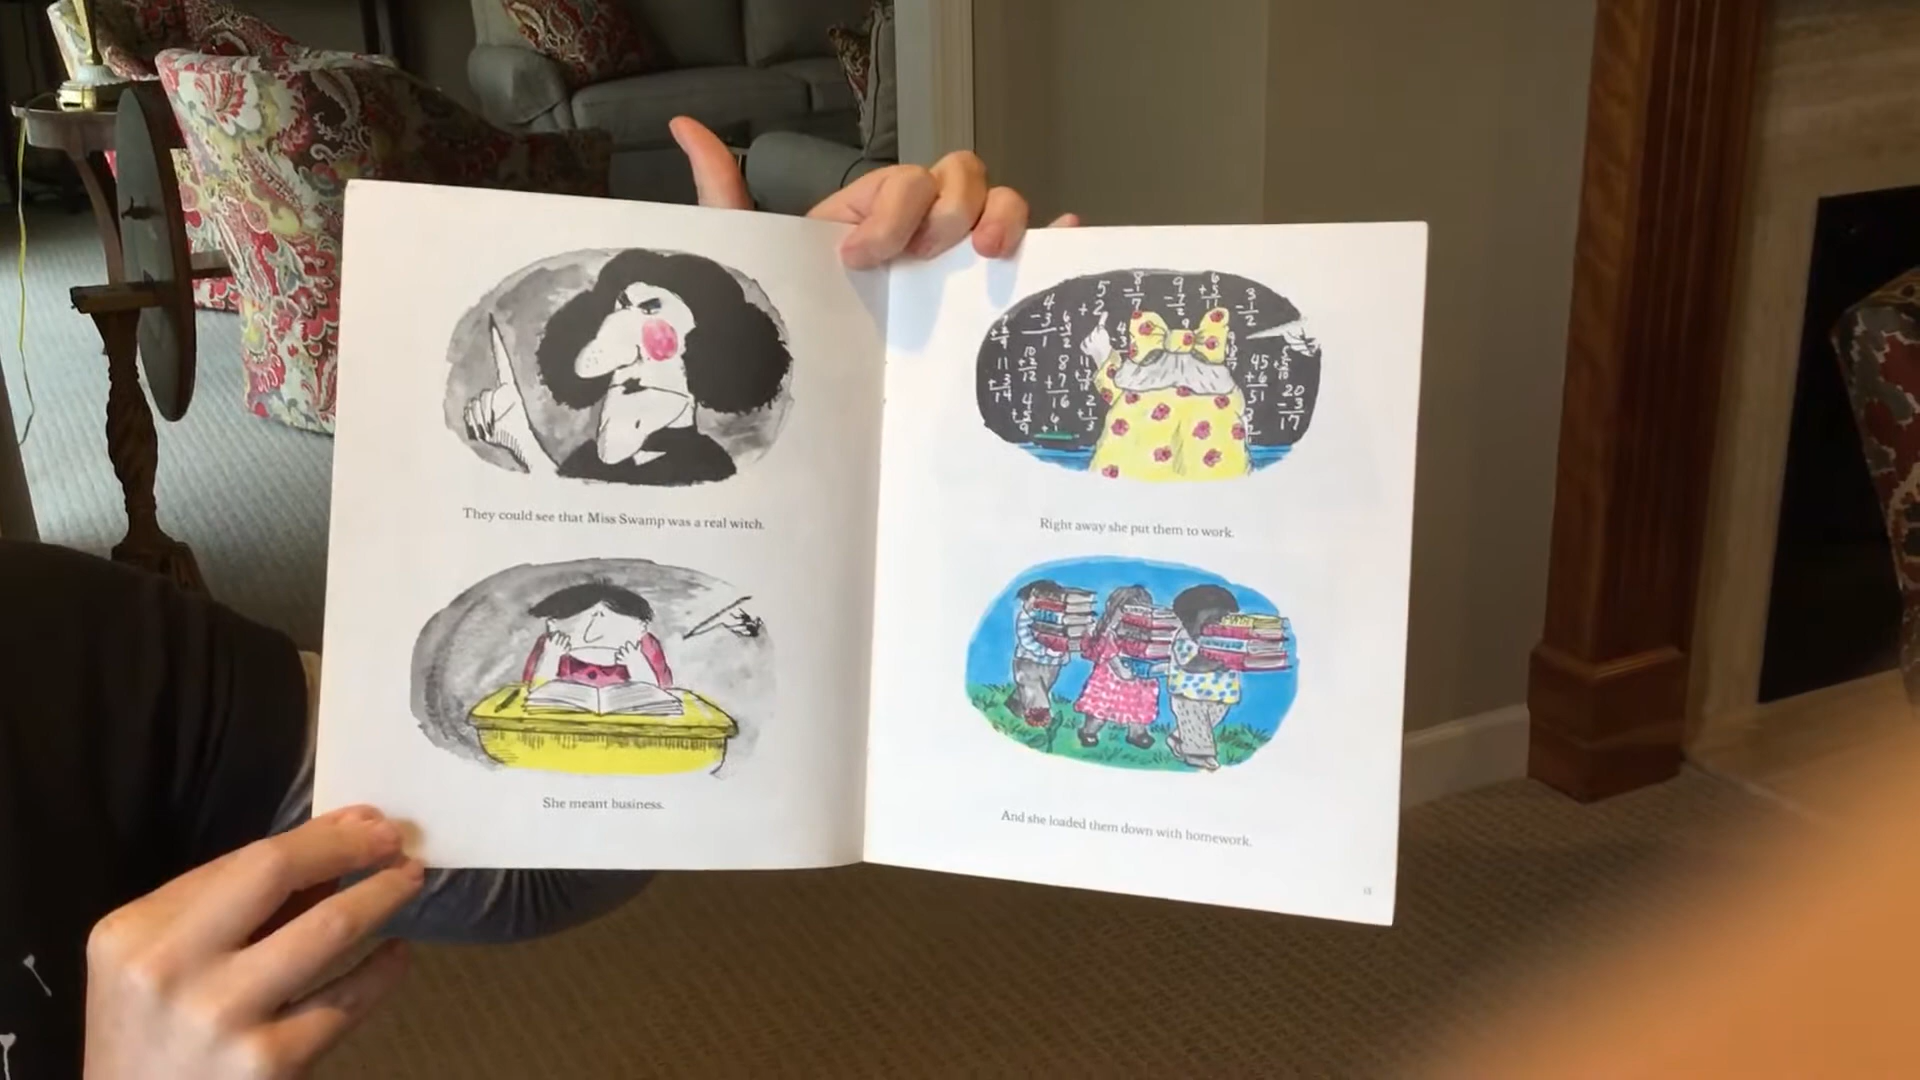 They could see that Miss Swamp was a real witch.
She meant business.
Right away she put them to work.
And she loaded them down with homework.